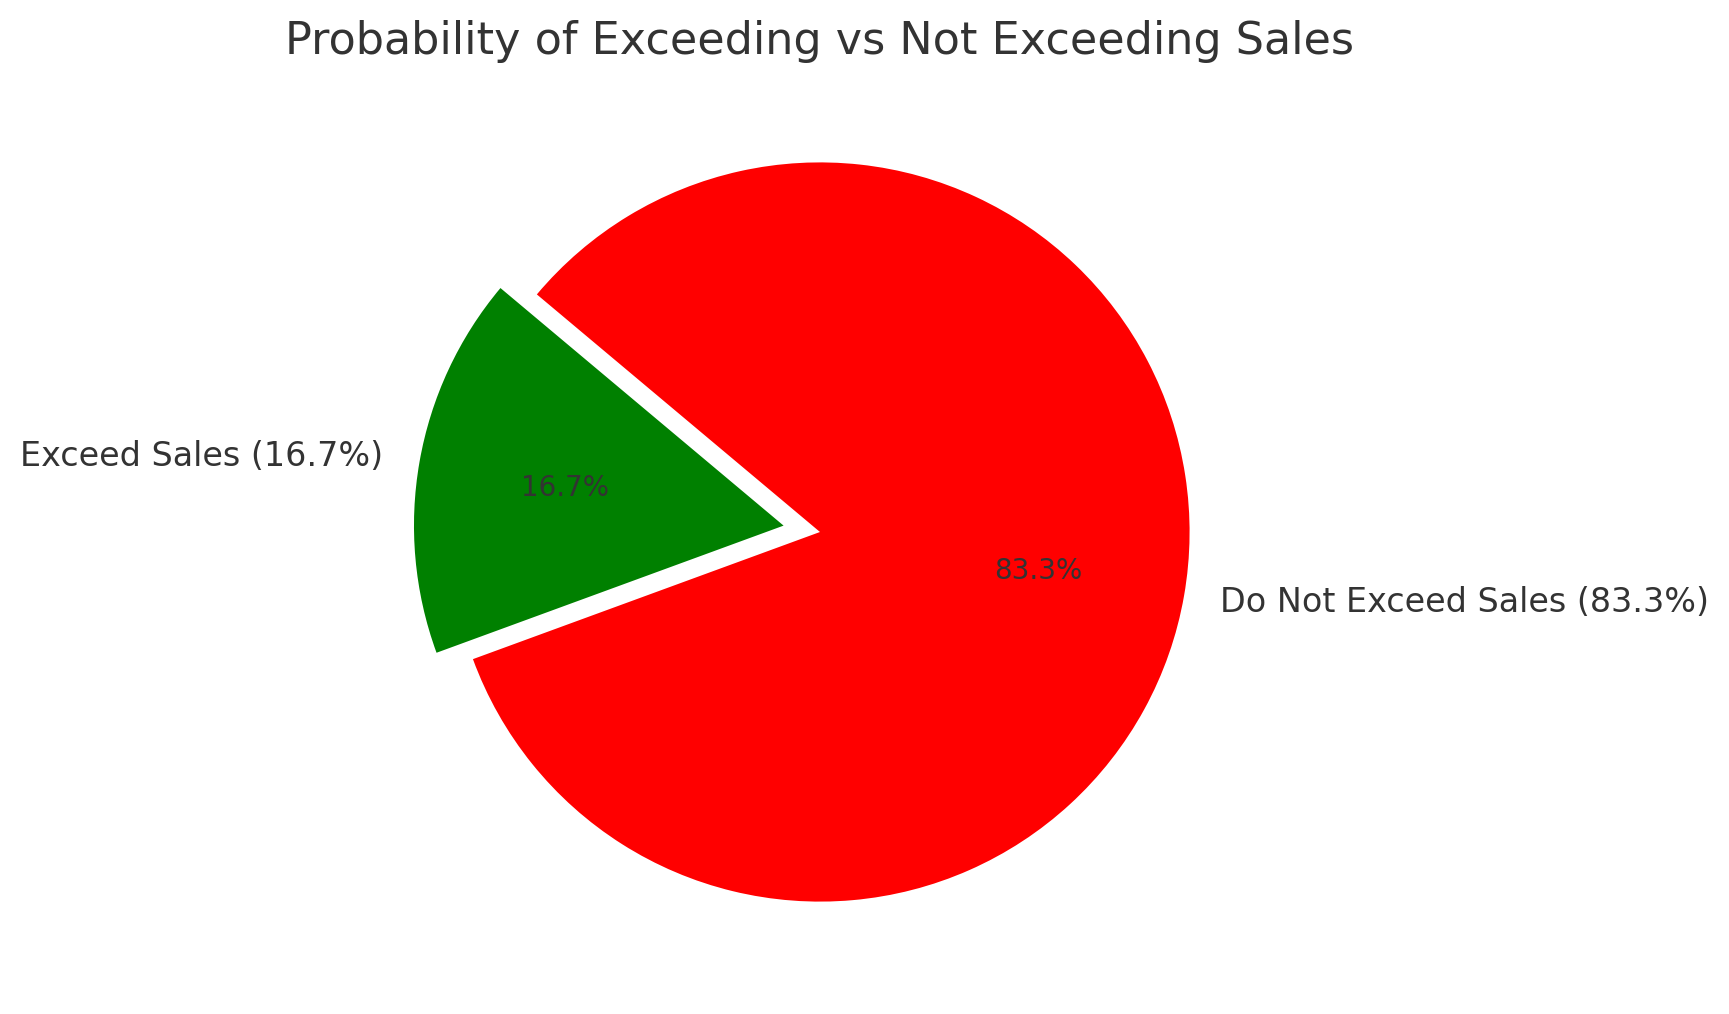 Probability of Exceeding vs Not Exceeding Sales
Exceed Sales (16.7%)
16.7%
83.3%
Do Not Exceed Sales (83.3%)